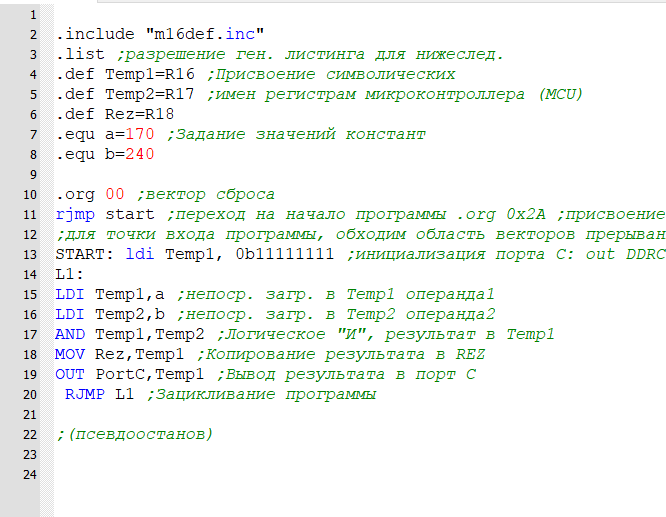 1
2 .include "m16def.inc"
3 .list ;разрешение ген. листинга для нижеслед.
4 .def Temp1=R16 ;Присвоение символических
5 .def Temp2=R17 ;имен регистрам микроконтроллера (MCU)
6 .def Rez=R18
7 .equ a=170 ;Задание значений констант
8 .equ b=240
9
10 .org 00 ;вектор сброса
11 rjmp start ;переход на начало программы .org 0x2A ;присвоение
12 ;для точки входа программы, обходим область векторов прерыван
13 START: ldi Temp1, 0b11111111 ;инициализация порта C: out DDRC
14 L1:
15 LDI Temp1,a ;непоср. загр. в Temp1 операнда1
16 LDI Temp2,b ;непоср. загр. в Temp2 операнда2
17 AND Temp1,Temp2 ;Логическое "И", результат в Temp1
18 MOV Rez,Temp1 ;Копирование результата в REZ
19 OUT PortC,Temp1 ;Вывод результата в порт С
20 RJMP L1 ;Зацикливание программы
21
22 ;(псевдоостанов)
23
24